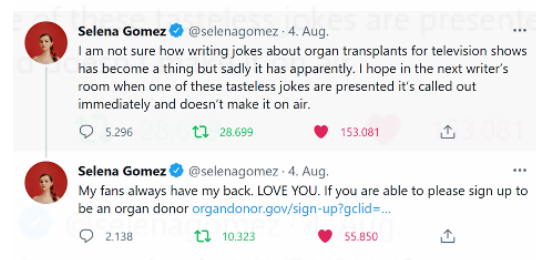 Selena Gomez @selenagomez · 4. Aug.
I am not sure how writing jokes about organ transplants for television shows
has become a thing but sadly it has apparently. I hope in the next writer's
room when one of these tasteless jokes are presented it's called out
immediately and doesn't make it on air.
5.296 28.699 153.081
Selena Gomez @selenagomez · 4. Aug.
My fans always have my back. LOVE YOU. If you are able to please sign up to
be an organ donor organdonor.gov/sign-up?gclid=...
2.138 10.323 55.850